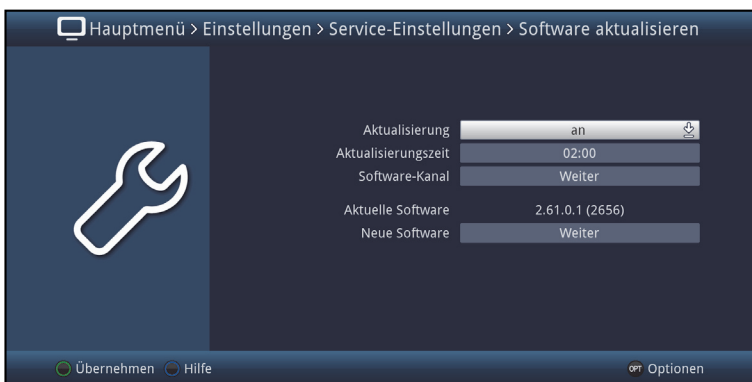 Hauptmenü > Einstellungen > Service-Einstellungen > Software aktualisieren
Aktualisierung an
Aktualisierungszeit 02:00
Software-Kanal Weiter
Aktuelle Software 2.61.0.1 (2656)
Neue Software Weiter
Übernehmen Hilfe OPT Optionen